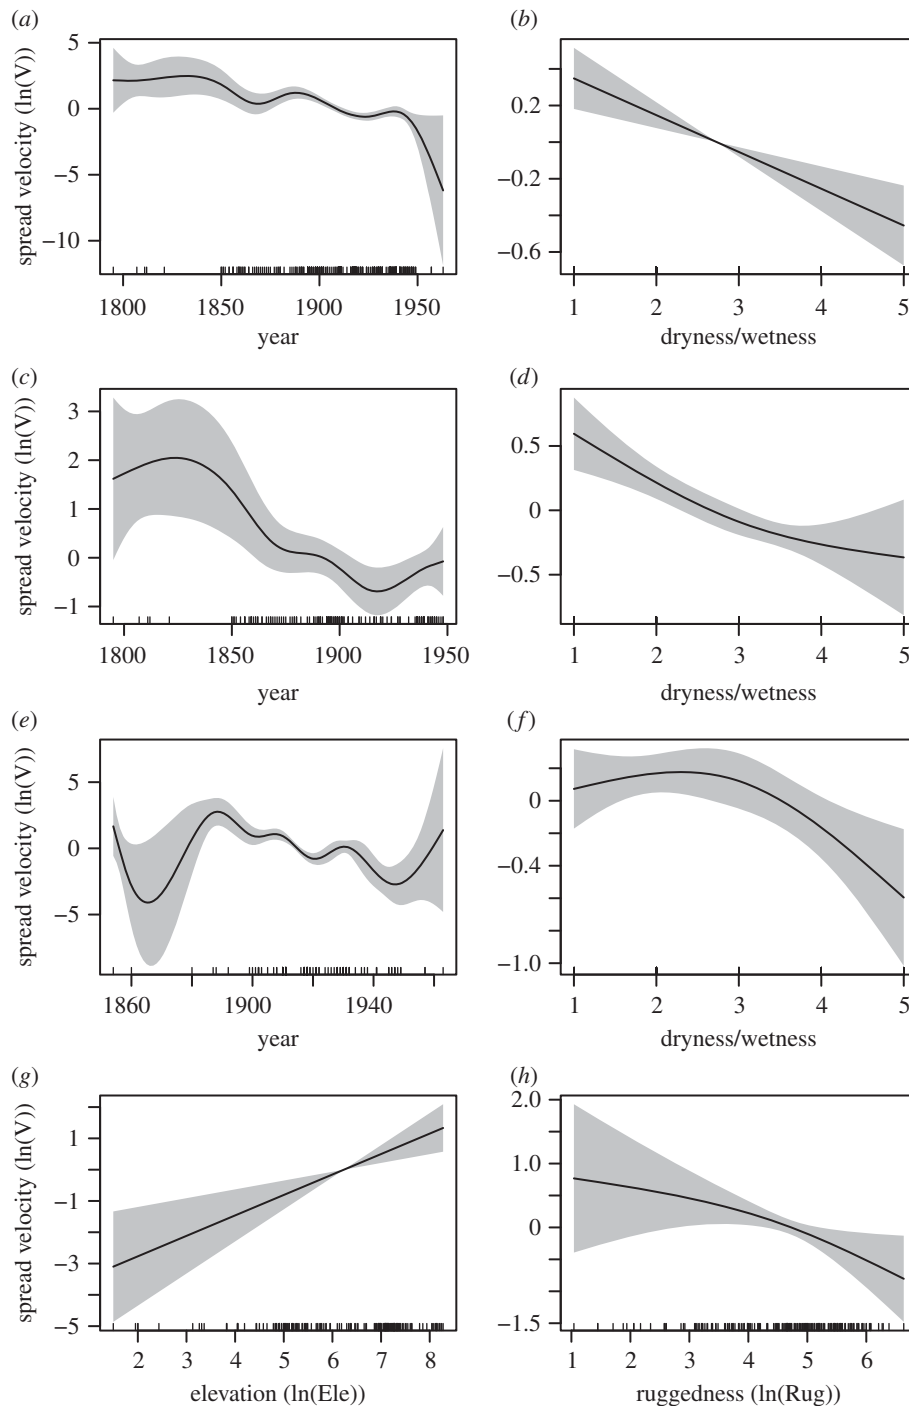 (a)
(b)
spread velocity (ln(V))
5
0
−5
−10
1800 1850 1900 1950
year
0.2
−0.2
−0.6
1 2 3 4 5
dryness/wetness
(c)
(d)
spread velocity (ln(V))
3
2
1
0
−1
1800 1850 1900 1950
year
0.5
0
−0.5
1 2 3 4 5
dryness/wetness
(e)
(f)
spread velocity (ln(V))
5
0
−5
1860 1900 1940
year
0
−0.4
−1.0
1 2 3 4 5
dryness/wetness
(g)
(h)
spread velocity (ln(V))
1
−1
−3
−5
2 3 4 5 6 7 8
elevation (ln(Ele))
2.0
1.0
0
−1.5
1 2 3 4 5 6
ruggedness (ln(Rug))